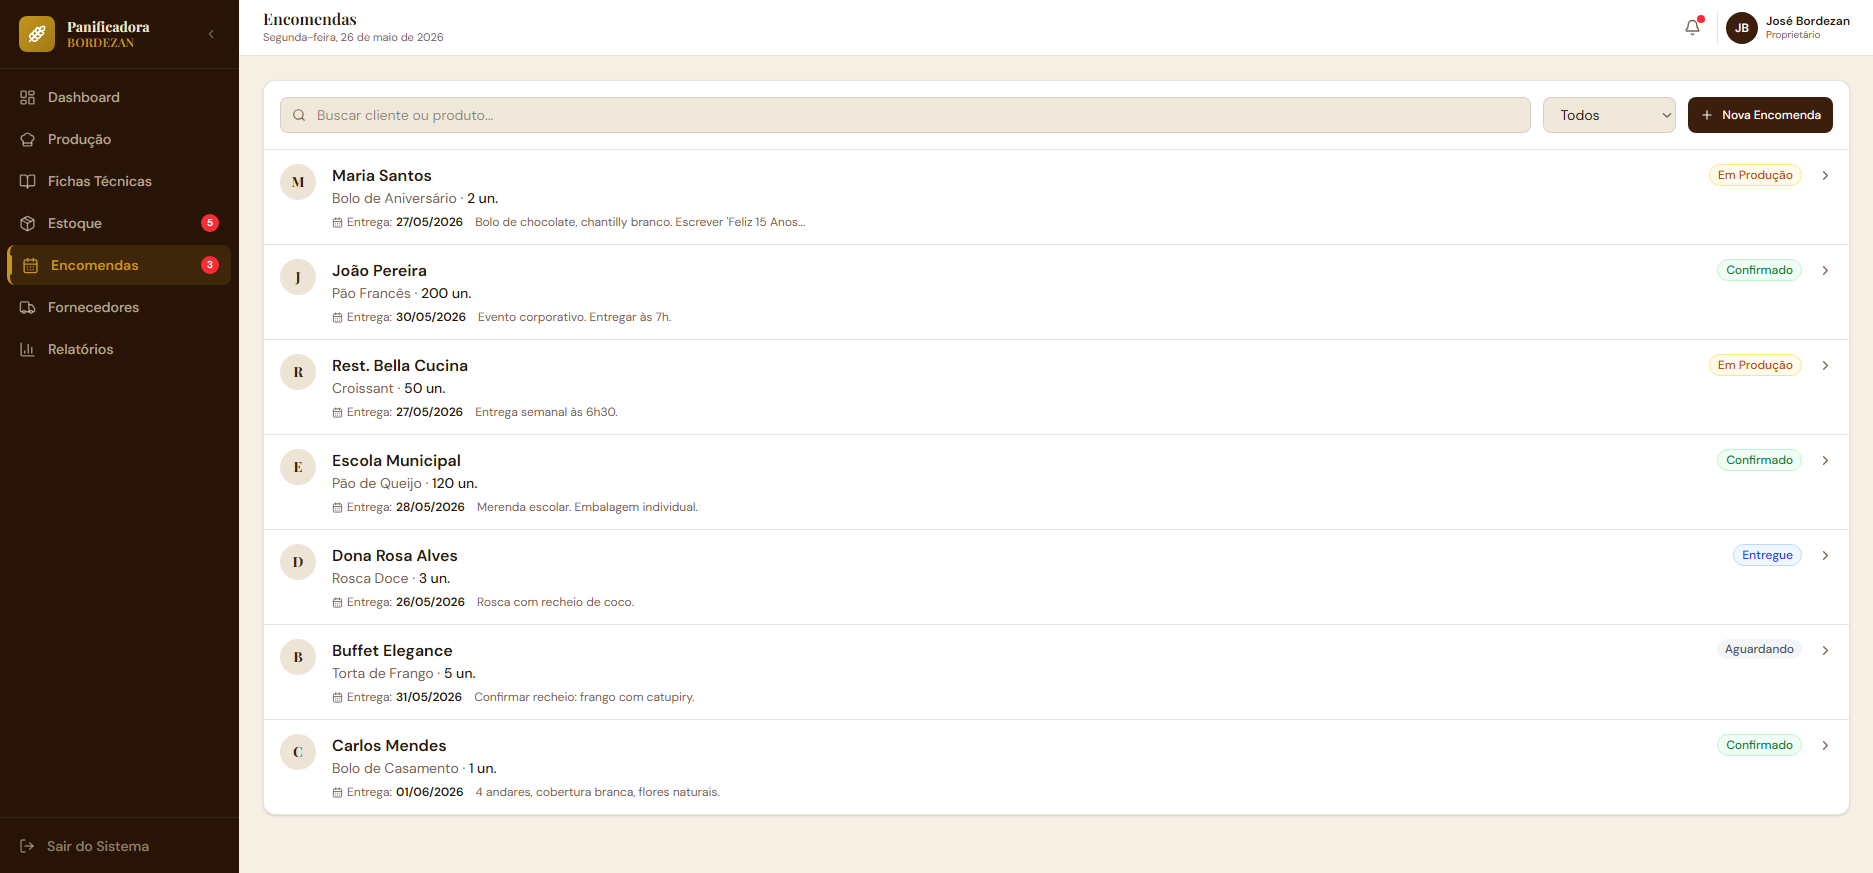 Panificadora
BORDEZAN
Dashboard
Produção
Fichas Técnicas
Estoque 5
Encomendas 3
Fornecedores
Relatórios
Sair do Sistema
Encomendas
Segunda-feira, 26 de maio de 2026
JB
José Bordezan
Proprietário
Buscar cliente ou produto...
Todos
+ Nova Encomenda
M
Maria Santos
Bolo de Aniversário · 2 un.
Entrega: 27/05/2026 Bolo de chocolate, chantilly branco. Escrever 'Feliz 15 Anos...
Em Produção
J
João Pereira
Pão Francês · 200 un.
Entrega: 30/05/2026 Evento corporativo. Entregar às 7h.
Confirmado
R
Rest. Bella Cucina
Croissant · 50 un.
Entrega: 27/05/2026 Entrega semanal às 6h30.
Em Produção
E
Escola Municipal
Pão de Queijo · 120 un.
Entrega: 28/05/2026 Merenda escolar. Embalagem individual.
Confirmado
D
Dona Rosa Alves
Rosca Doce · 3 un.
Entrega: 26/05/2026 Rosca com recheio de coco.
Entregue
B
Buffet Elegance
Torta de Frango · 5 un.
Entrega: 31/05/2026 Confirmar recheio: frango com catupiry.
Aguardando
C
Carlos Mendes
Bolo de Casamento · 1 un.
Entrega: 01/06/2026 4 andares, cobertura branca, flores naturais.
Confirmado